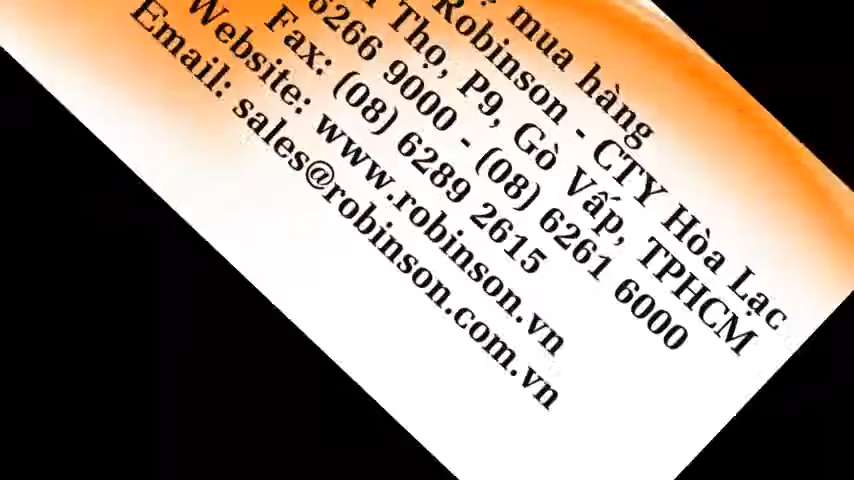 mua hàng
Robinson - CTY Hòa Lạc
Thọ, P9, Gò Vấp, TPHCM
6266 9000 - (08) 6261 6000
Fax: (08) 6289 2615
Website: www.robinson.vn
Email: sales@robinson.com.vn